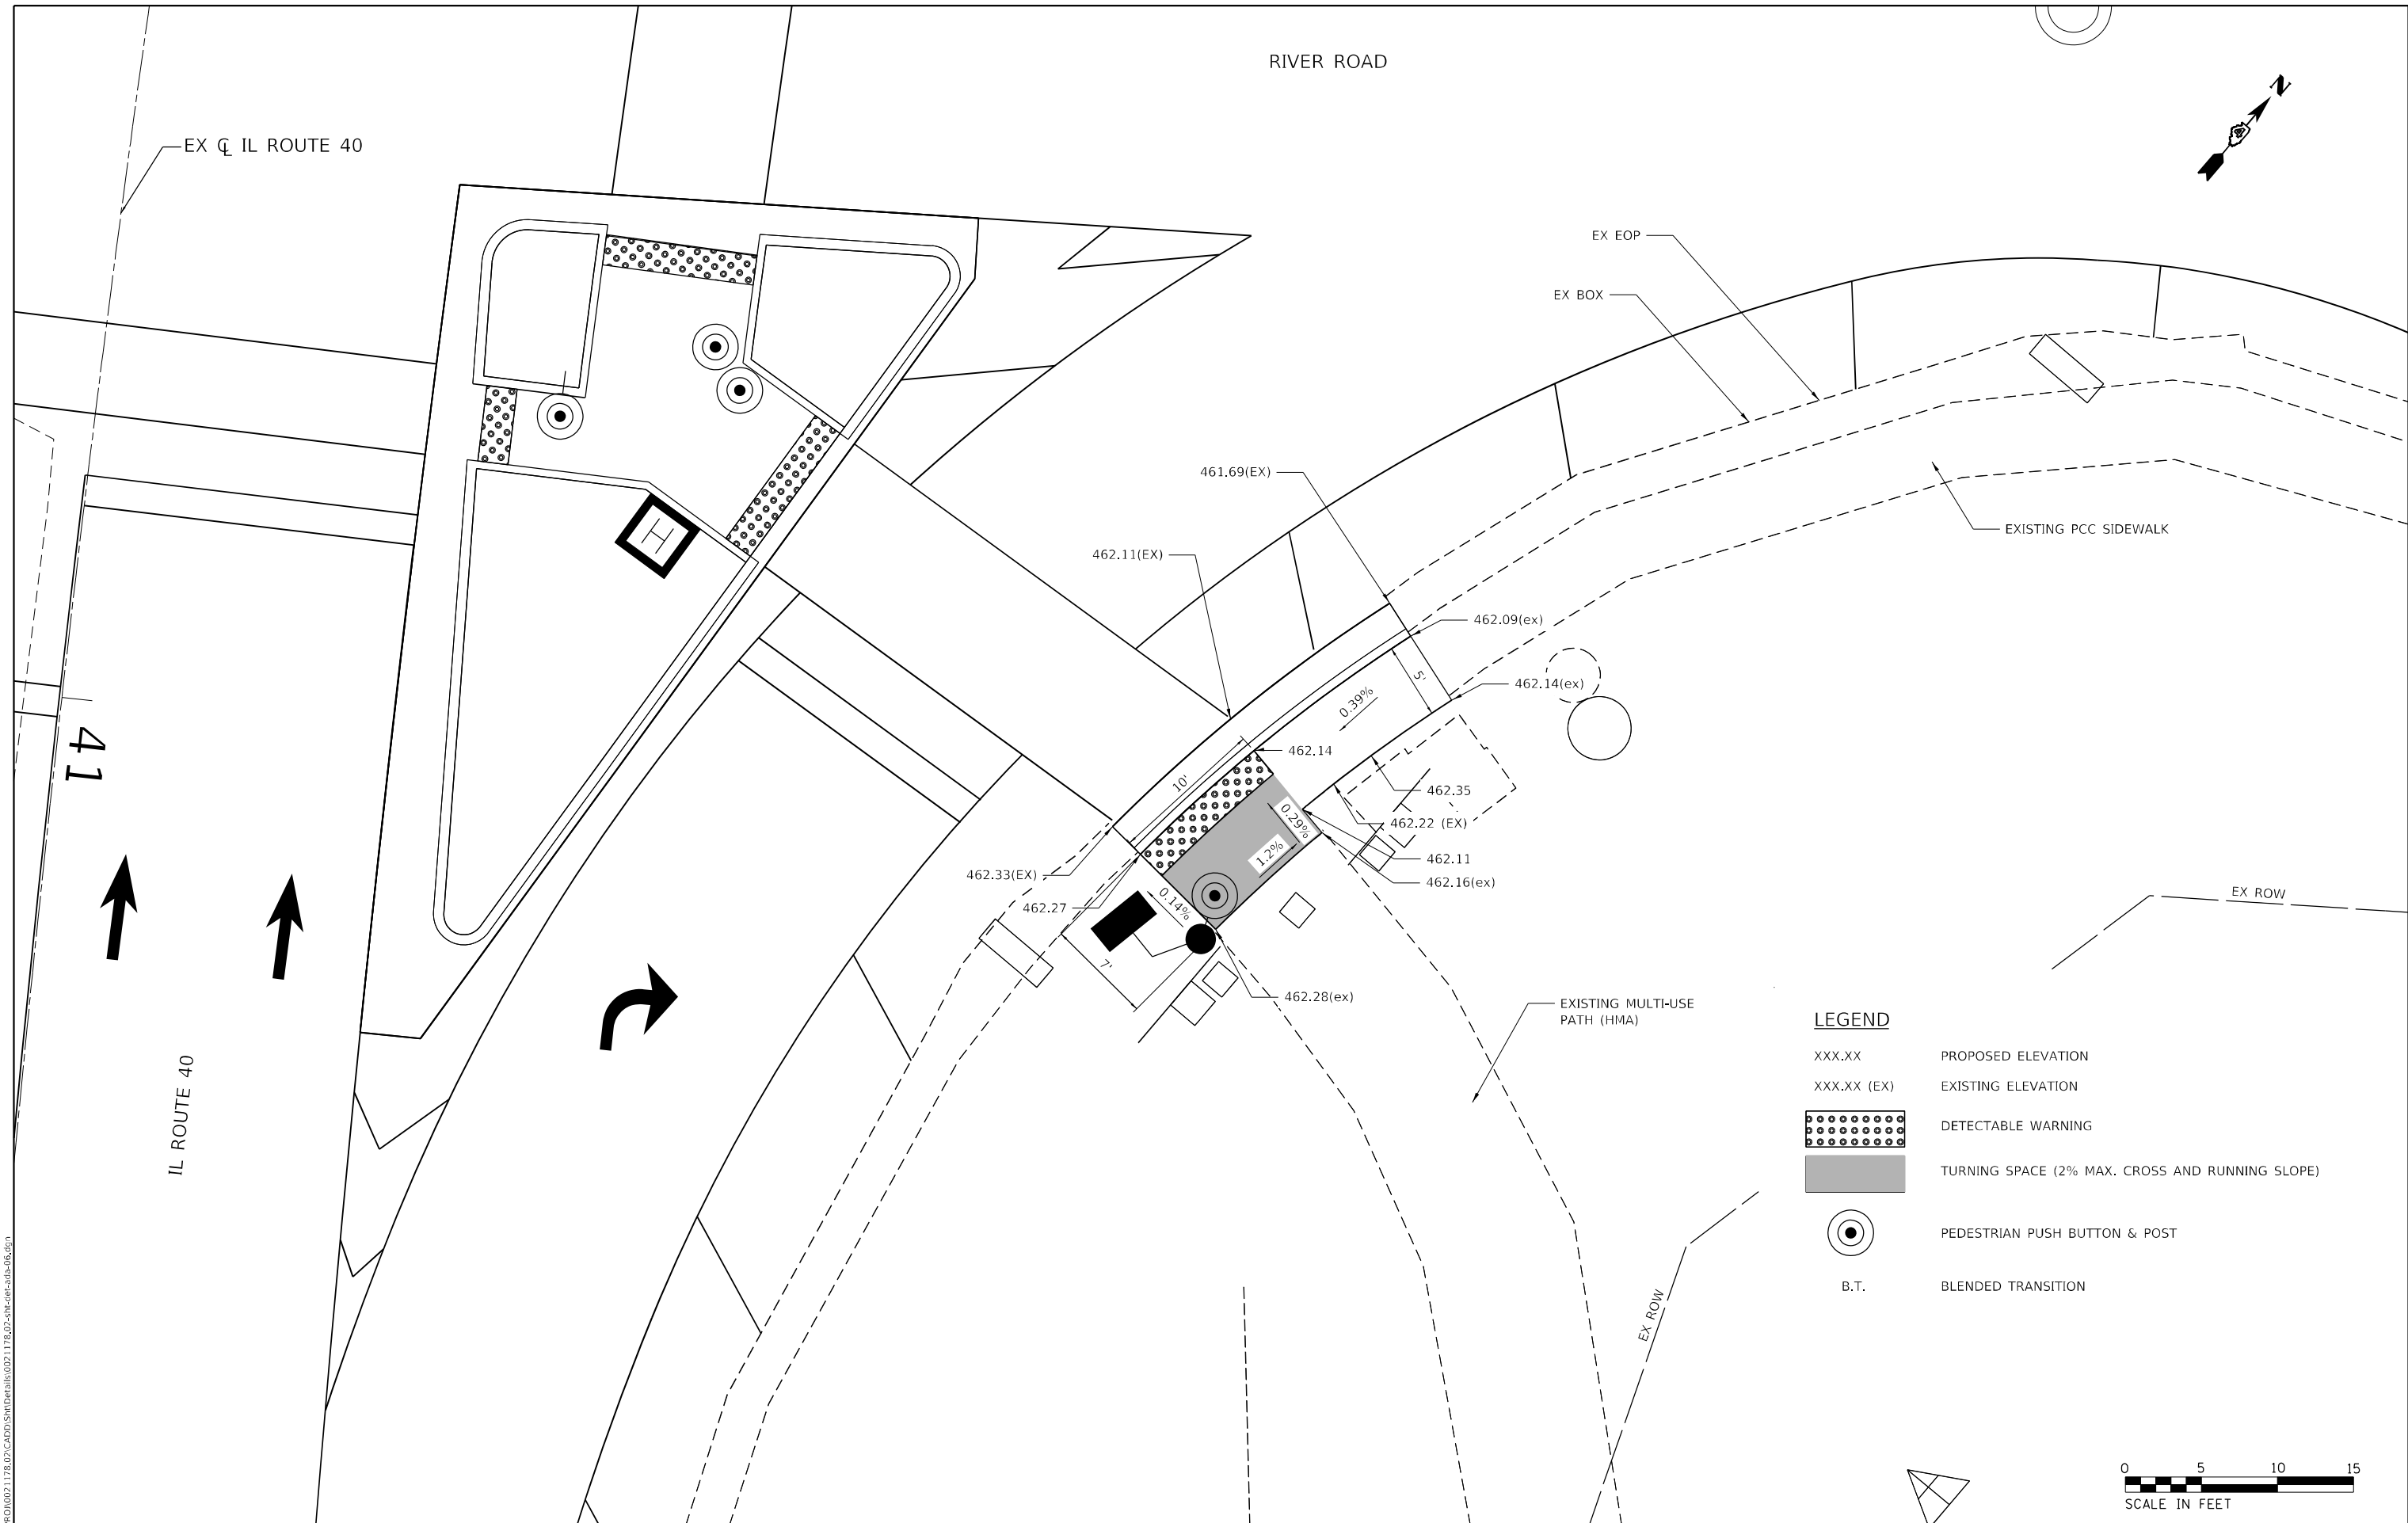 RIVER ROAD
N
4
EX ℄ IL ROUTE 40
EX EOP
EX BOX
461.69(EX)
EXISTING PCC SIDEWALK
462.11(EX)
462.09(ex)
5'
462.14(ex)
0.39%
462.14
10'
462.35
0.29%
462.22 (EX)
1.2%
462.11
462.33(EX)
462.16(ex)
0.14%
462.27
7'
462.28(ex)
41
H
IL ROUTE 40
EX ROW
EXISTING MULTI-USE
PATH (HMA)
EX ROW
LEGEND
XXX.XX PROPOSED ELEVATION
XXX.XX (EX) EXISTING ELEVATION
DETECTABLE WARNING
TURNING SPACE (2% MAX. CROSS AND RUNNING SLOPE)
PEDESTRIAN PUSH BUTTON & POST
B.T. BLENDED TRANSITION
0 5 10 15
SCALE IN FEET